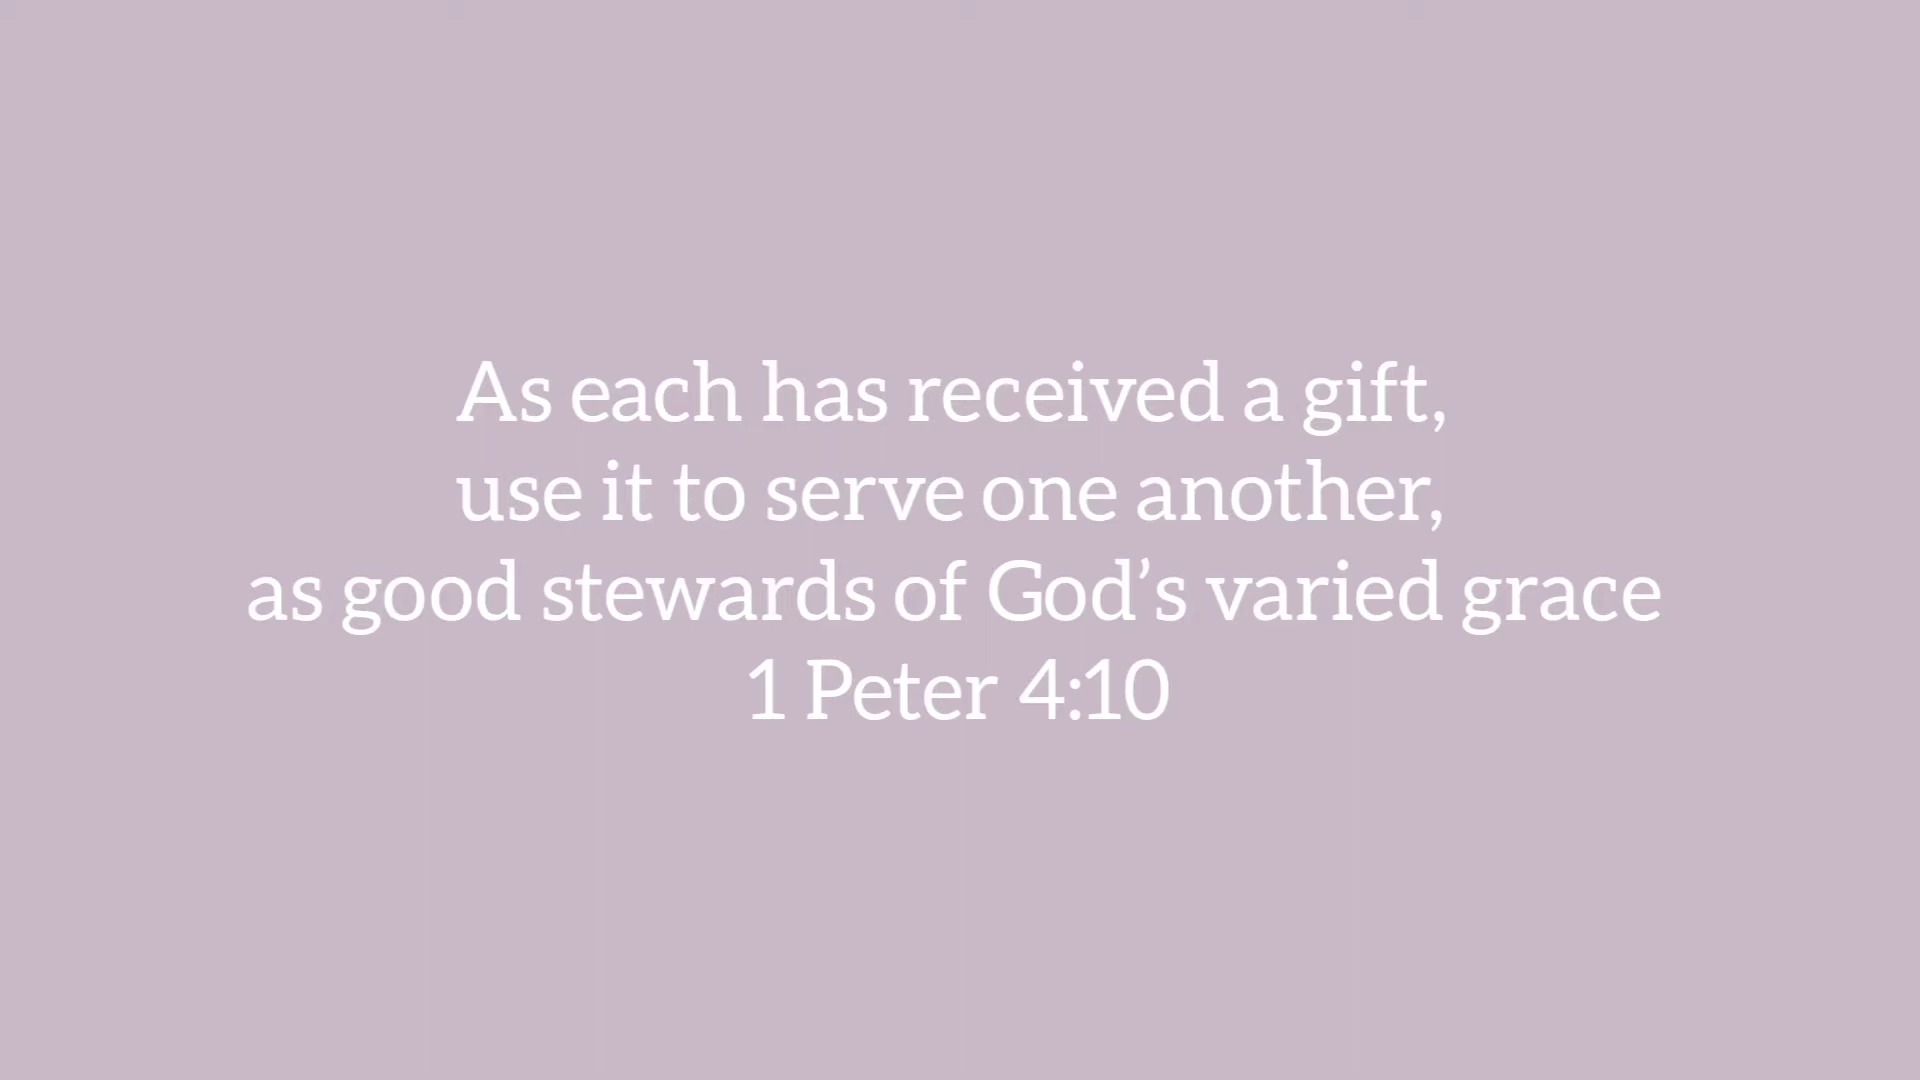 As each has received a gift,
use it to serve one another,
as good stewards of God’s varied grace
1 Peter 4:10